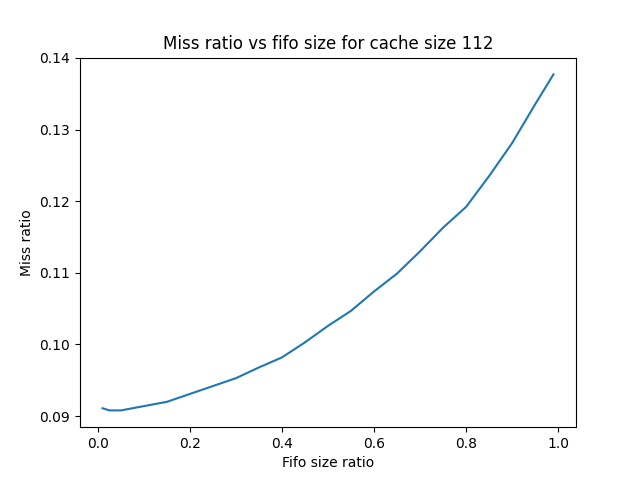 Miss ratio vs fifo size for cache size 112
0.14
0.13
0.12
0.11
0.10
0.09
Miss ratio
0.0 0.2 0.4 0.6 0.8 1.0
Fifo size ratio